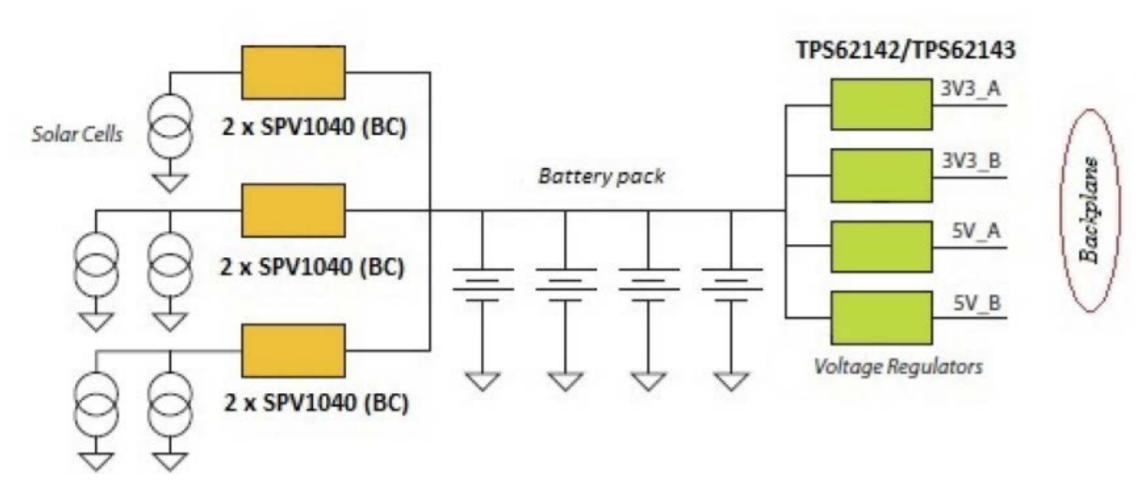 TPS62142/TPS62143
3V3_A
Solar Cells
2 x SPV1040 (BC)
3V3_B
Battery pack
Backplane
5V_A
2 x SPV1040 (BC)
5V_B
Voltage Regulators
2 x SPV1040 (BC)